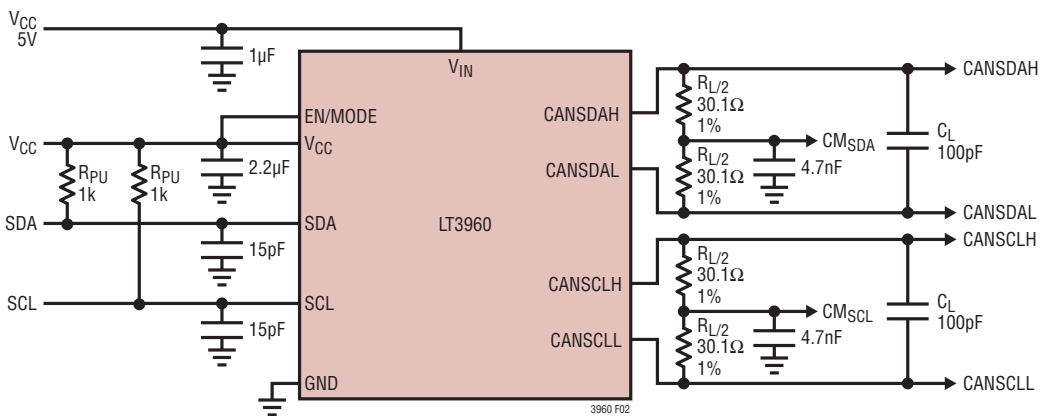 VCC
5V
1µF
VIN
EN/MODE
VCC
VCC
2.2µF
RPU
1k
RPU
1k
SDA
SDA
15pF
SCL
SCL
15pF
GND
LT3960
CANSDAH
CANSDAL
CANSCLH
CANSCLL
RL/2
30.1Ω
1%
CMSDA
RL/2
30.1Ω
1%
4.7nF
CL
100pF
CANSDAH
CANSDAL
CANSCLH
RL/2
30.1Ω
1%
CMSCL
RL/2
30.1Ω
1%
4.7nF
CL
100pF
CANSCLL
3960 F02